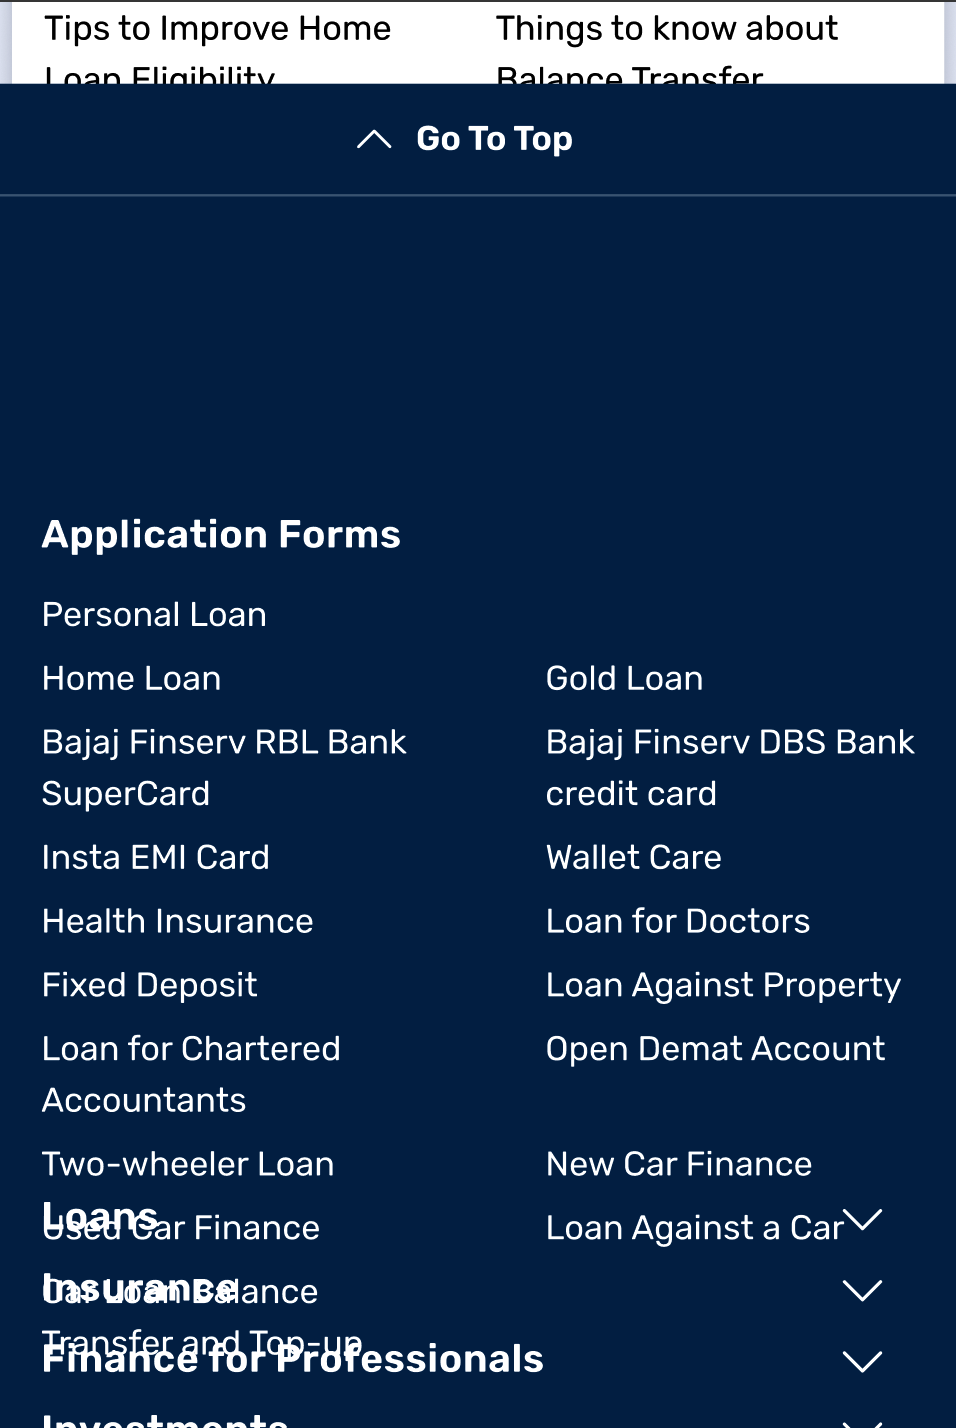 Tips to Improve Home
Loan Eligibility
Things to know about
Balance Transfer
Go To Top
Application Forms
Personal Loan
Home Loan
Gold Loan
Bajaj Finserv RBL Bank
SuperCard
Bajaj Finserv DBS Bank
credit card
Insta EMI Card
Wallet Care
Health Insurance
Loan for Doctors
Fixed Deposit
Loan Against Property
Loan for Chartered
Accountants
Open Demat Account
Two-wheeler Loan
New Car Finance
Loans
Used Car Finance
Loan Against a Car
Insurance
Car Loan Balance
Transfer and Top-up
Finance for Professionals
Investments